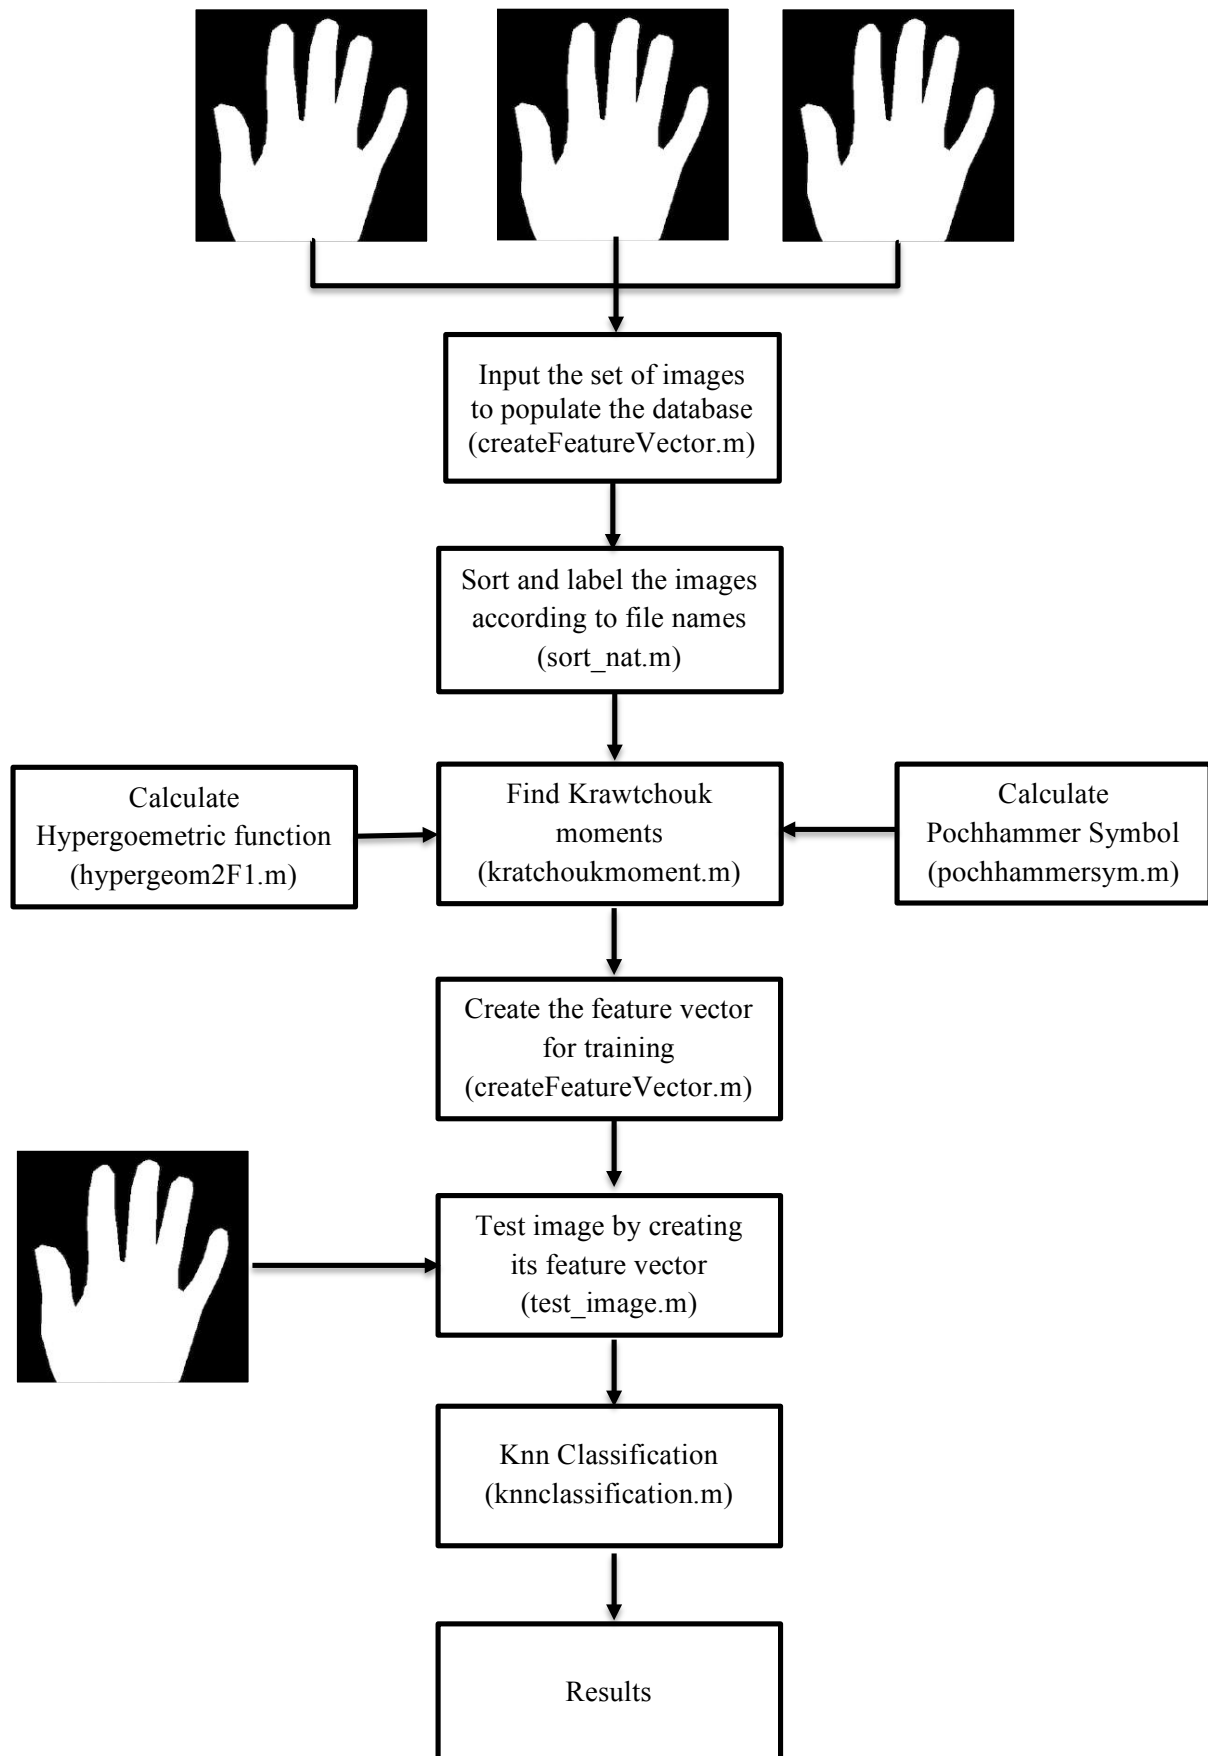 Input the set of images
to populate the database
(createFeatureVector.m)
Sort and label the images
according to file names
(sort_nat.m)
Calculate
Hypergoemetric function
(hypergeom2F1.m)
Find Krawtchouk
moments
(kratchoukmoment.m)
Calculate
Pochhammer Symbol
(pochhammersym.m)
Create the feature vector
for training
(createFeatureVector.m)
Test image by creating
its feature vector
(test_image.m)
Knn Classification
(knnclassification.m)
Results